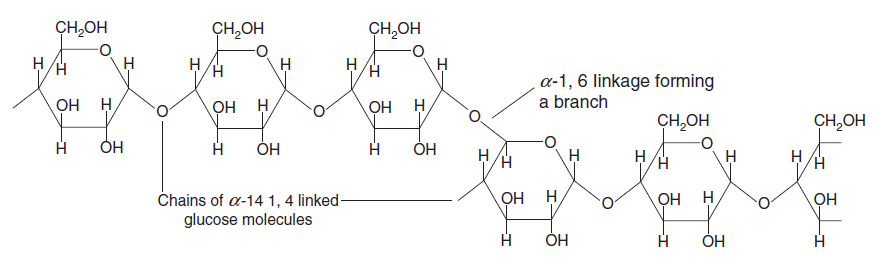 CH₂OH CH₂OH CH₂OH
O O O
H H H H H H H H H
α-1, 6 linkage forming
a branch
OH H OH H OH H
O O O
H OH H OH H OH
CH₂OH CH₂OH
O O
H H H H H H H H
Chains of α-14 1, 4 linked
glucose molecules
OH H OH H OH
O O
H OH H OH H